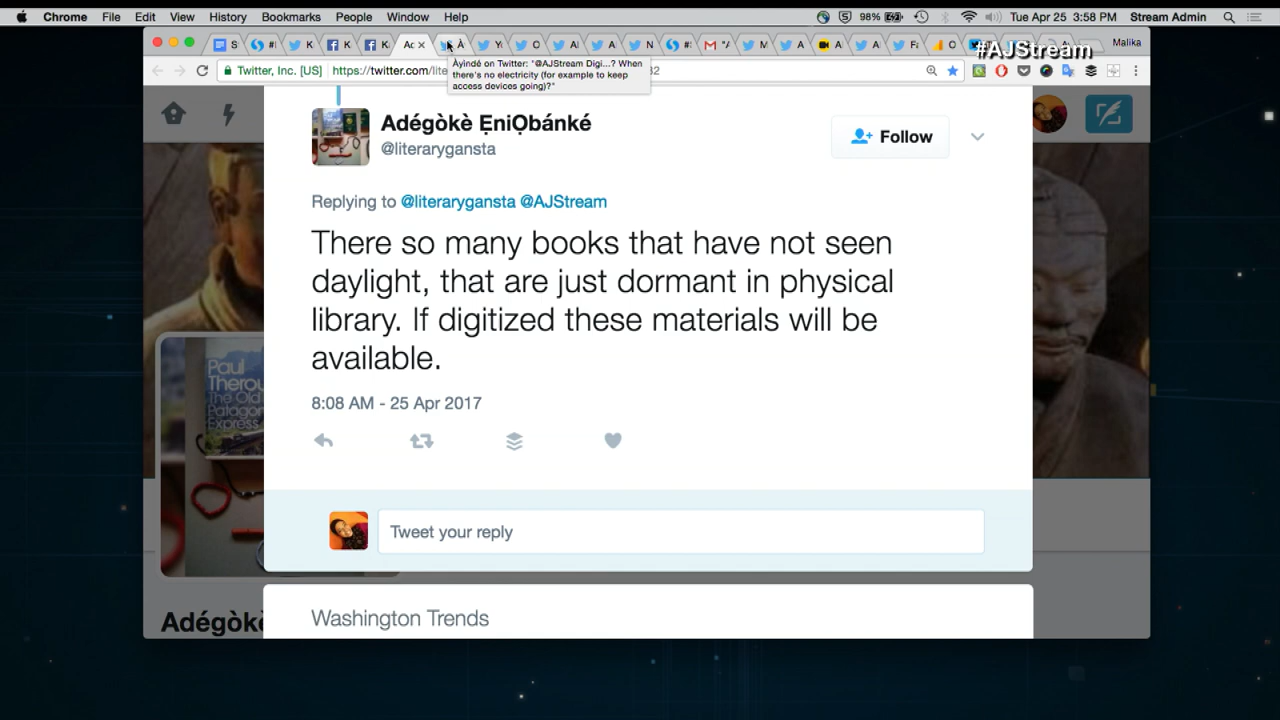 Chrome File Edit View History Bookmarks People Window Help
98% Tue Apr 25 3:58 PM Stream Admin
#AJStream
Malika
Twitter, Inc. [US] https://twitter.com/lite
Àyìndé on Twitter: "@AJStream Digi...? When
there's no electricity (for example to keep
access devices going)?"
Adégòkè ẸniỌbánké
@literarygansta
Follow
Replying to @literarygansta @AJStream
There so many books that have not seen
daylight, that are just dormant in physical
library. If digitized these materials will be
available.
8:08 AM - 25 Apr 2017
Tweet your reply
Washington Trends
Paul
Therou
The Old
Patagon
Express
Adégòkè